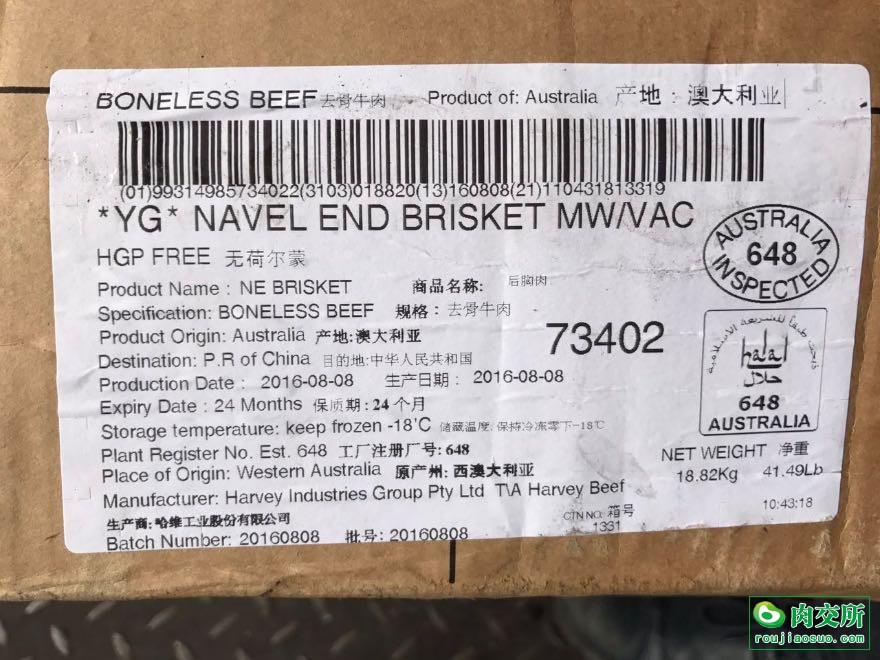 BONELESS BEEF去骨牛肉 Product of: Australia 产地：澳大利亚
(01)99314985734022(3103)018820(13)160808(21)110431813319
*YG* NAVEL END BRISKET MW/VAC
HGP FREE 无荷尔蒙
AUSTRALIA
648
INSPECTED
Product Name : NE BRISKET 商品名称: 后胸肉
Specification: BONELESS BEEF 规格：去骨牛肉
Product Origin: Australia 产地:澳大利亚
73402
Destination: P.R of China 目的地:中华人民共和国
Production Date : 2016-08-08 生产日期： 2016-08-08
Expiry Date : 24 Months 保质期:24 个月
Storage temperature: keep frozen -18'C 储藏温度:保持冷冻零下-18℃
Plant Register No. Est. 648 工厂注册厂号:648
Place of Origin: Western Australia 原产州:西澳大利亚
Manufacturer: Harvey Industries Group Pty Ltd T\A Harvey Beef
生产商:哈维工业股份有限公司
Batch Number: 20160808 批号: 20160808
ذبحت طبقا للشريعة الإسلامية
halal
حلال
648
AUSTRALIA
NET WEIGHT 净重
18.82Kg 41.49Lb
10:43:18
CTN NO. 箱号
1331
肉交所
roujiaosuo.com